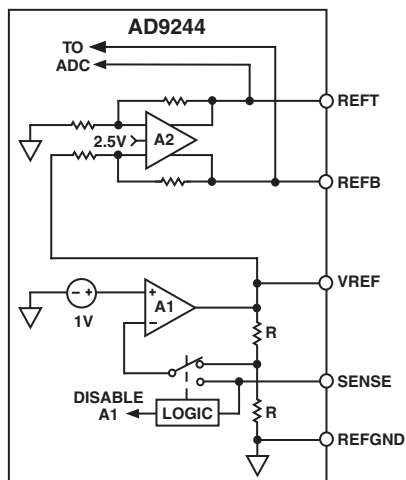 AD9244
TO
ADC
REFT
A2
2.5V
REFB
VREF
A1
1V
R
SENSE
DISABLE
A1
LOGIC
R
REFGND